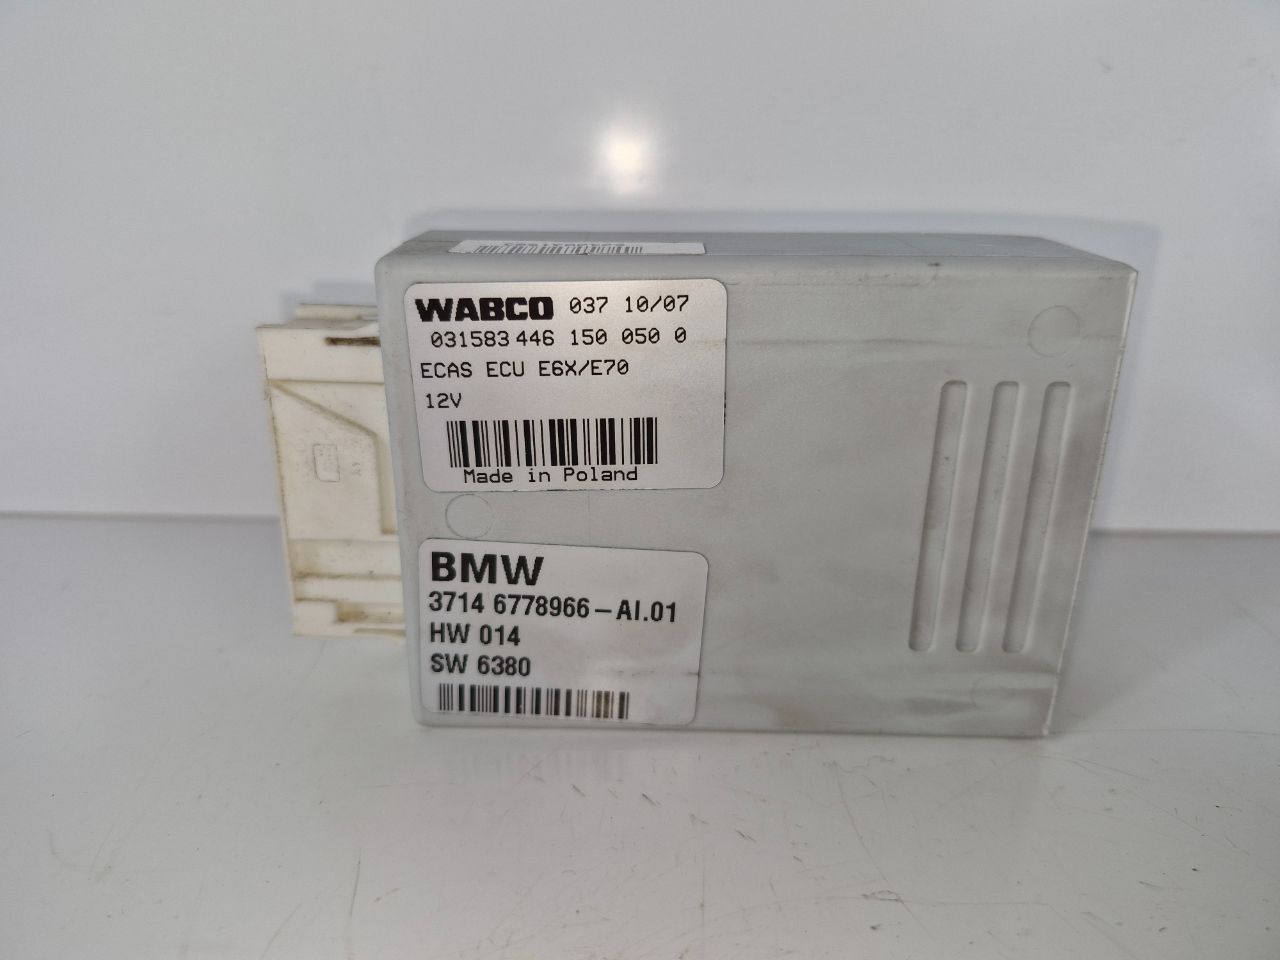 WABCO 037 10/07
031583 446 150 050 0
ECAS ECU E6X/E70
12V
Made in Poland
BMW
3714 6778966-AI.01
HW 014
SW 6380